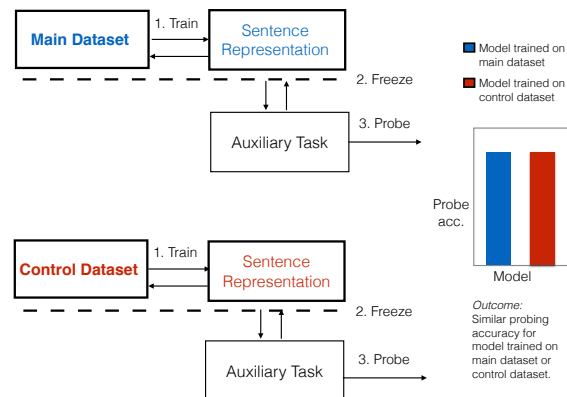 1. Train
Main Dataset
Sentence
Representation
2. Freeze
3. Probe
Auxiliary Task
Model trained on
main dataset
Model trained on
control dataset
Probe
acc.
Model
Outcome:
Similar probing
accuracy for
model trained on
main dataset or
control dataset.
1. Train
Control Dataset
Sentence
Representation
2. Freeze
3. Probe
Auxiliary Task